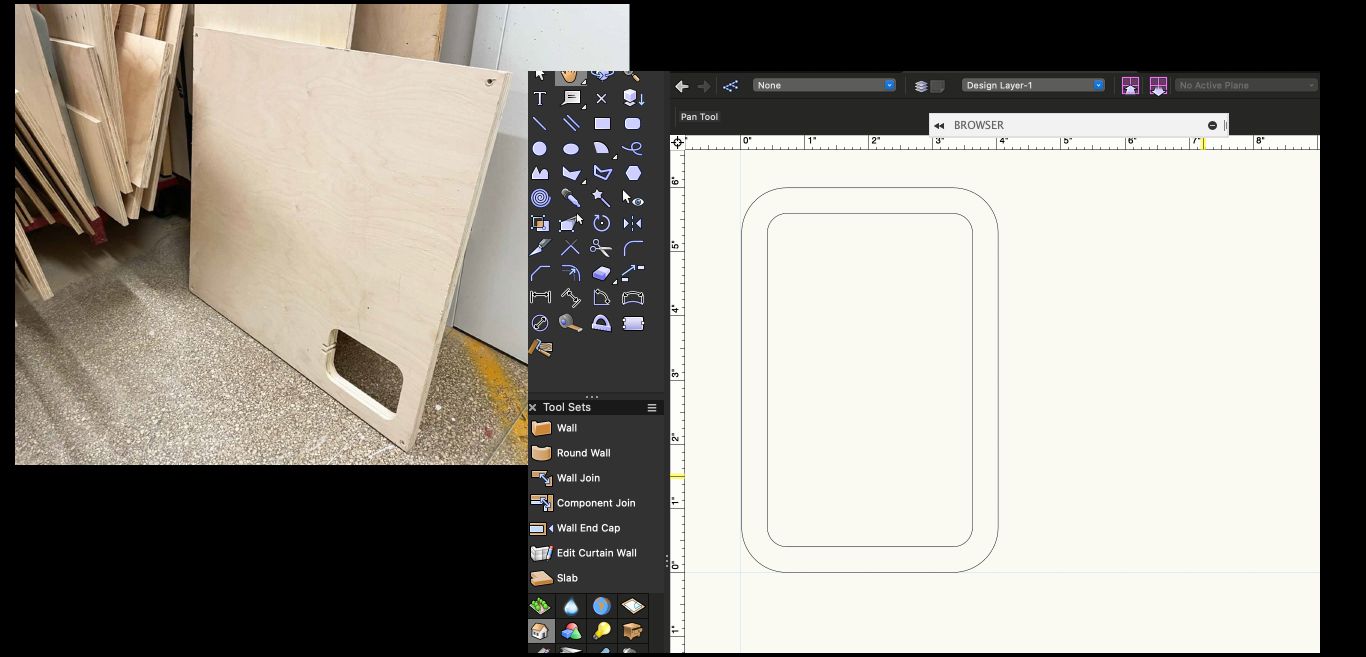 None
Design Layer-1
No Active Plane
Pan Tool
BROWSER
0" 1" 2" 3" 4" 5" 6" 7" 8"
6"
5"
4"
3"
2"
1"
0"
1"
Tool Sets
Wall
Round Wall
Wall Join
Component Join
Wall End Cap
Edit Curtain Wall
Slab